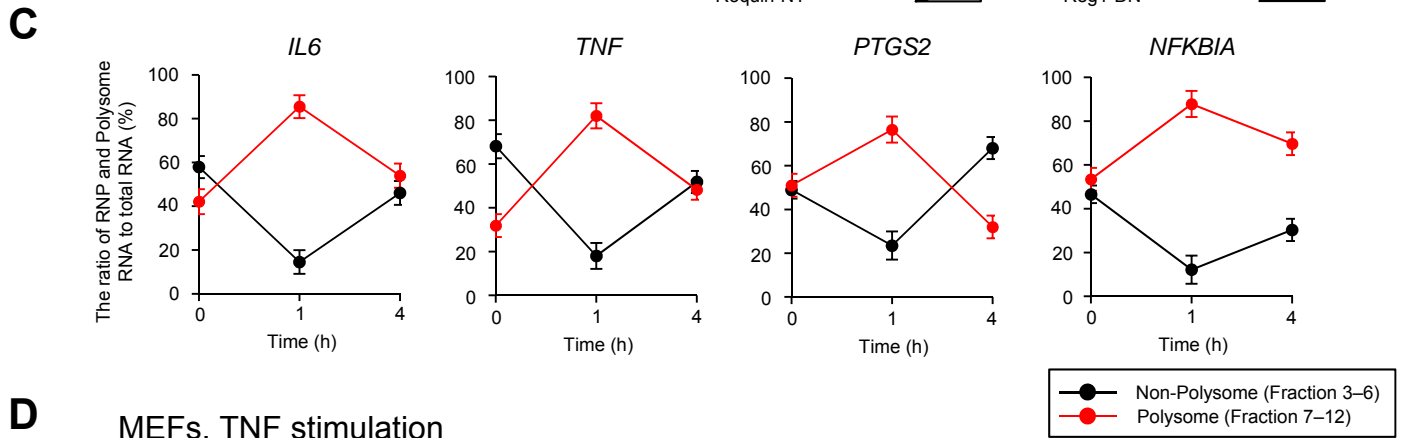 C
IL6
TNF
PTGS2
NFKBIA
The ratio of RNP and Polysome
RNA to total RNA (%)
100
80
60
40
20
0
0
1
4
Time (h)
100
80
60
40
20
0
0
1
4
Time (h)
100
80
60
40
20
0
0
1
4
Time (h)
100
80
60
40
20
0
0
1
4
Time (h)
Non-Polysome (Fraction 3–6)
Polysome (Fraction 7–12)
D
MEFs, TNF stimulation